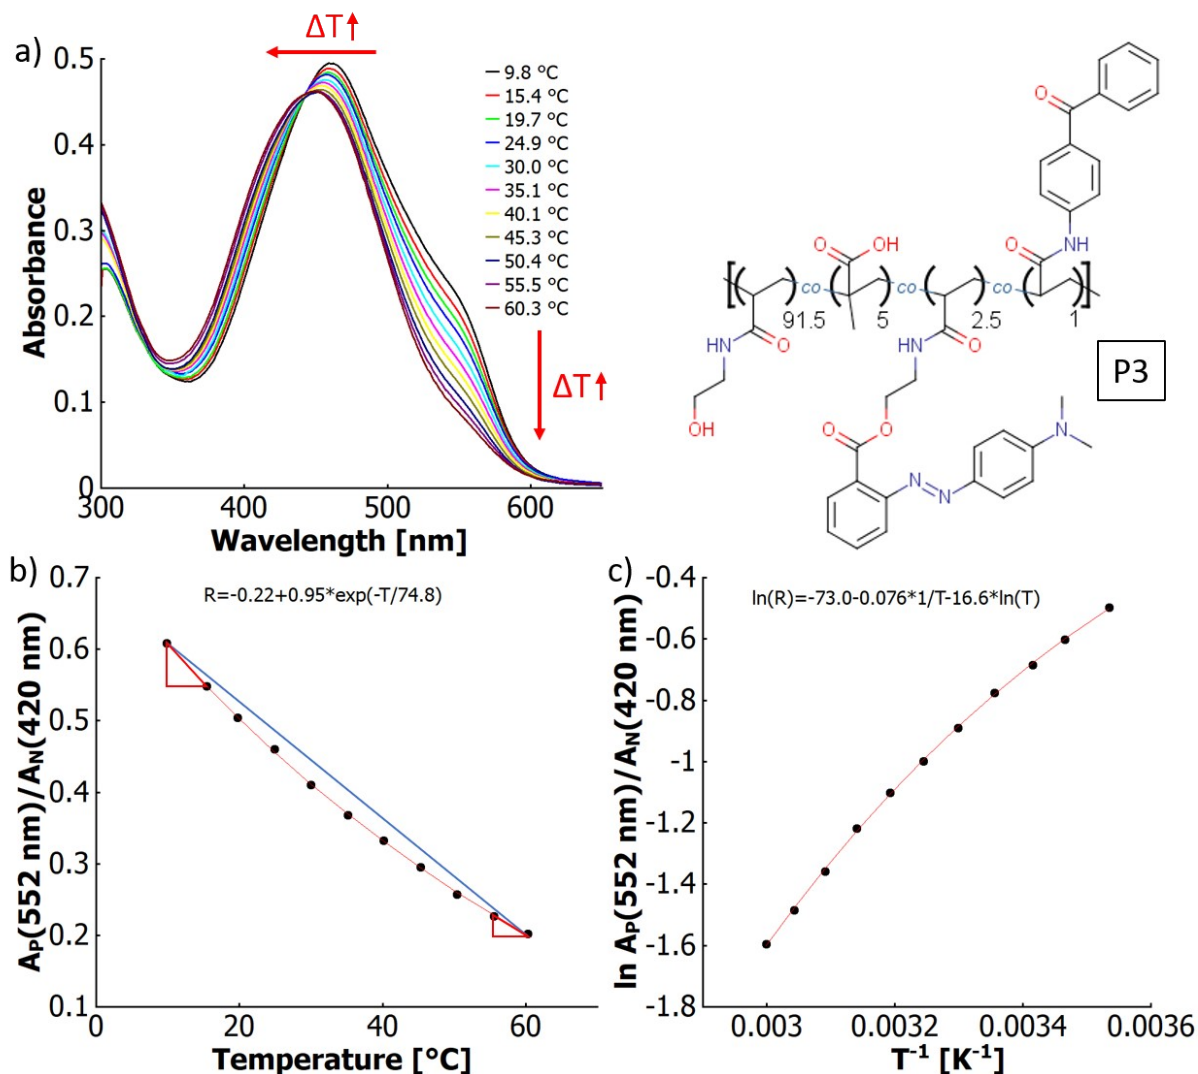 a)
ΔT↑
0.5
0.4
0.3
0.2
0.1
0
Absorbance
300
400
500
600
Wavelength [nm]
9.8 °C
15.4 °C
19.7 °C
24.9 °C
30.0 °C
35.1 °C
40.1 °C
45.3 °C
50.4 °C
55.5 °C
60.3 °C
ΔT↑
O
NH
O
OH
O
co
co
co
91.5
5
2.5
1
HN
O
HN
O
OH
O
O
N
N
N
P3
b)
0.7
0.6
0.5
0.4
0.3
0.2
0.1
A_P(552 nm)/A_N(420 nm)
R=-0.22+0.95*exp(-T/74.8)
0
20
40
60
Temperature [°C]
c)
-0.4
-0.6
-0.8
-1
-1.2
-1.4
-1.6
-1.8
ln A_P(552 nm)/A_N(420 nm)
ln(R)=-73.0-0.076*1/T-16.6*ln(T)
0.003
0.0032
0.0034
0.0036
T⁻¹ [K⁻¹]